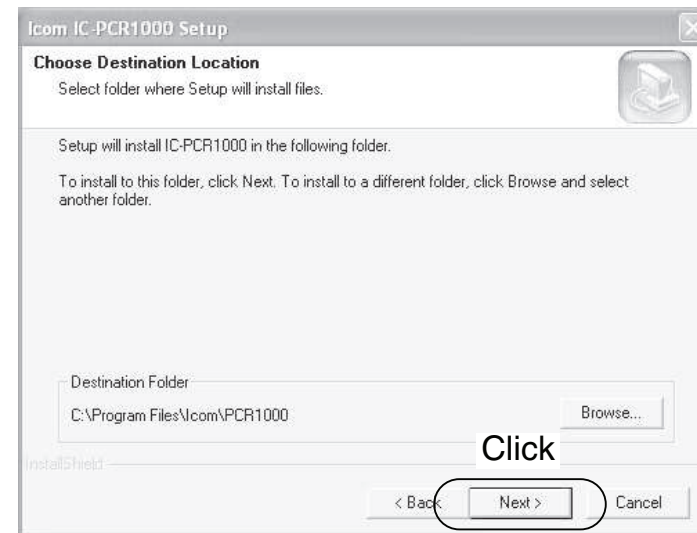 Icom IC-PCR1000 Setup
Choose Destination Location
Select folder where Setup will install files.
Setup will install IC-PCR1000 in the following folder.
To install to this folder, click Next. To install to a different folder, click Browse and select
another folder.
Destination Folder
C:\Program Files\Icom\PCR1000
Browse...
Click
InstallShield
< Back
Next >
Cancel